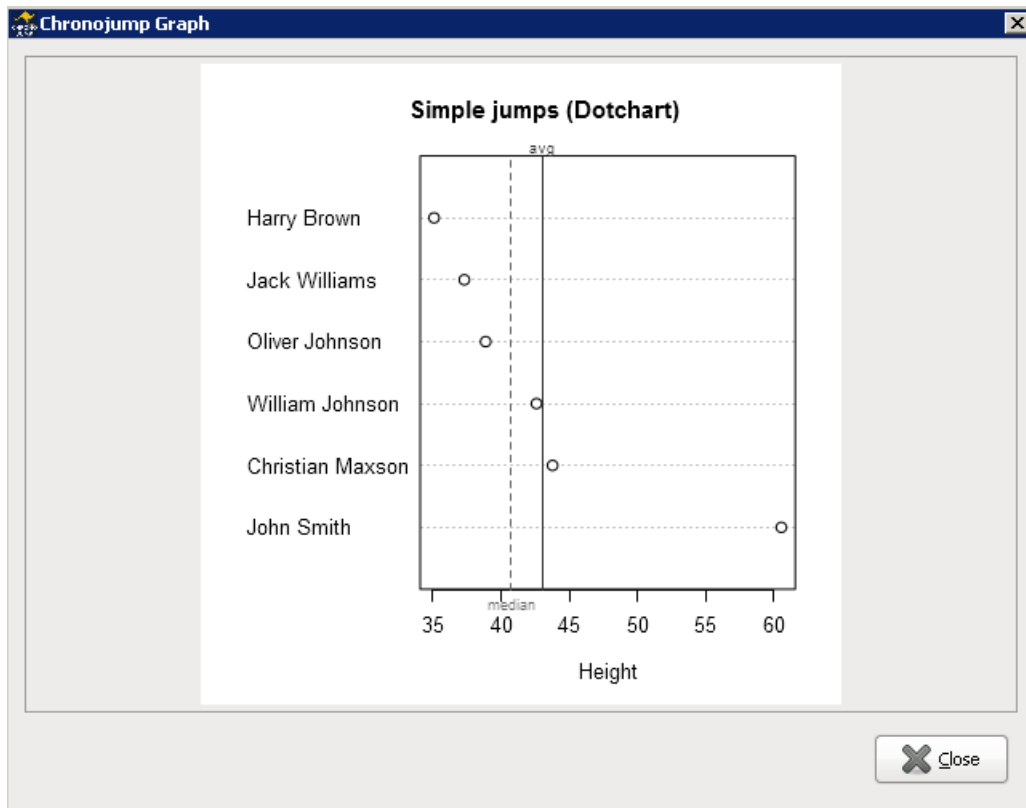 Chronojump Graph
Simple jumps (Dotchart)
avg
Harry Brown
Jack Williams
Oliver Johnson
William Johnson
Christian Maxson
John Smith
median
35 40 45 50 55 60
Height
Close